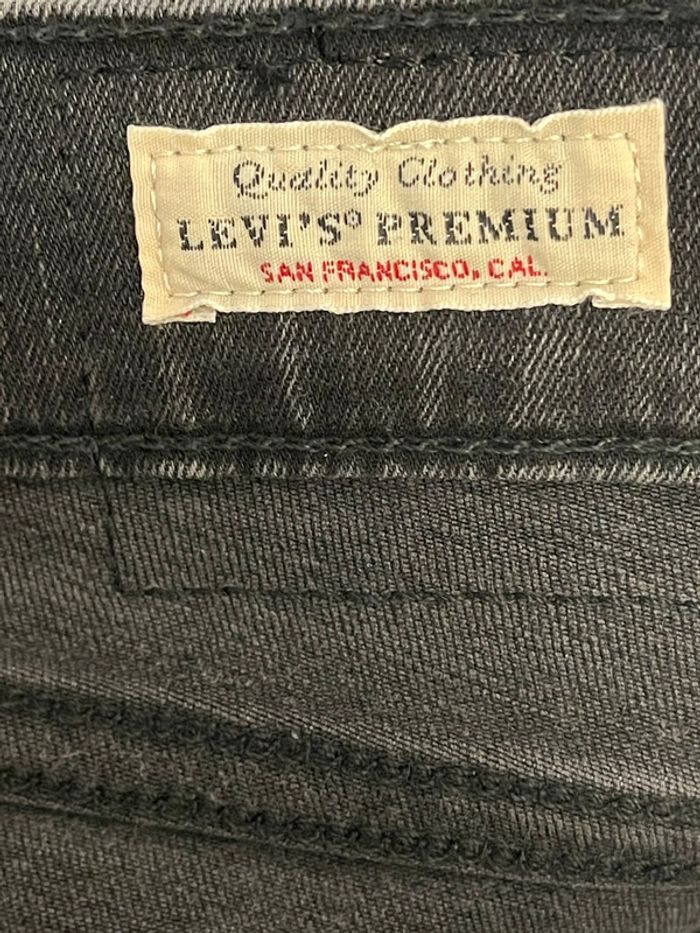 Quality Clothing
LEVI'S® PREMIUM
SAN FRANCISCO, CAL.